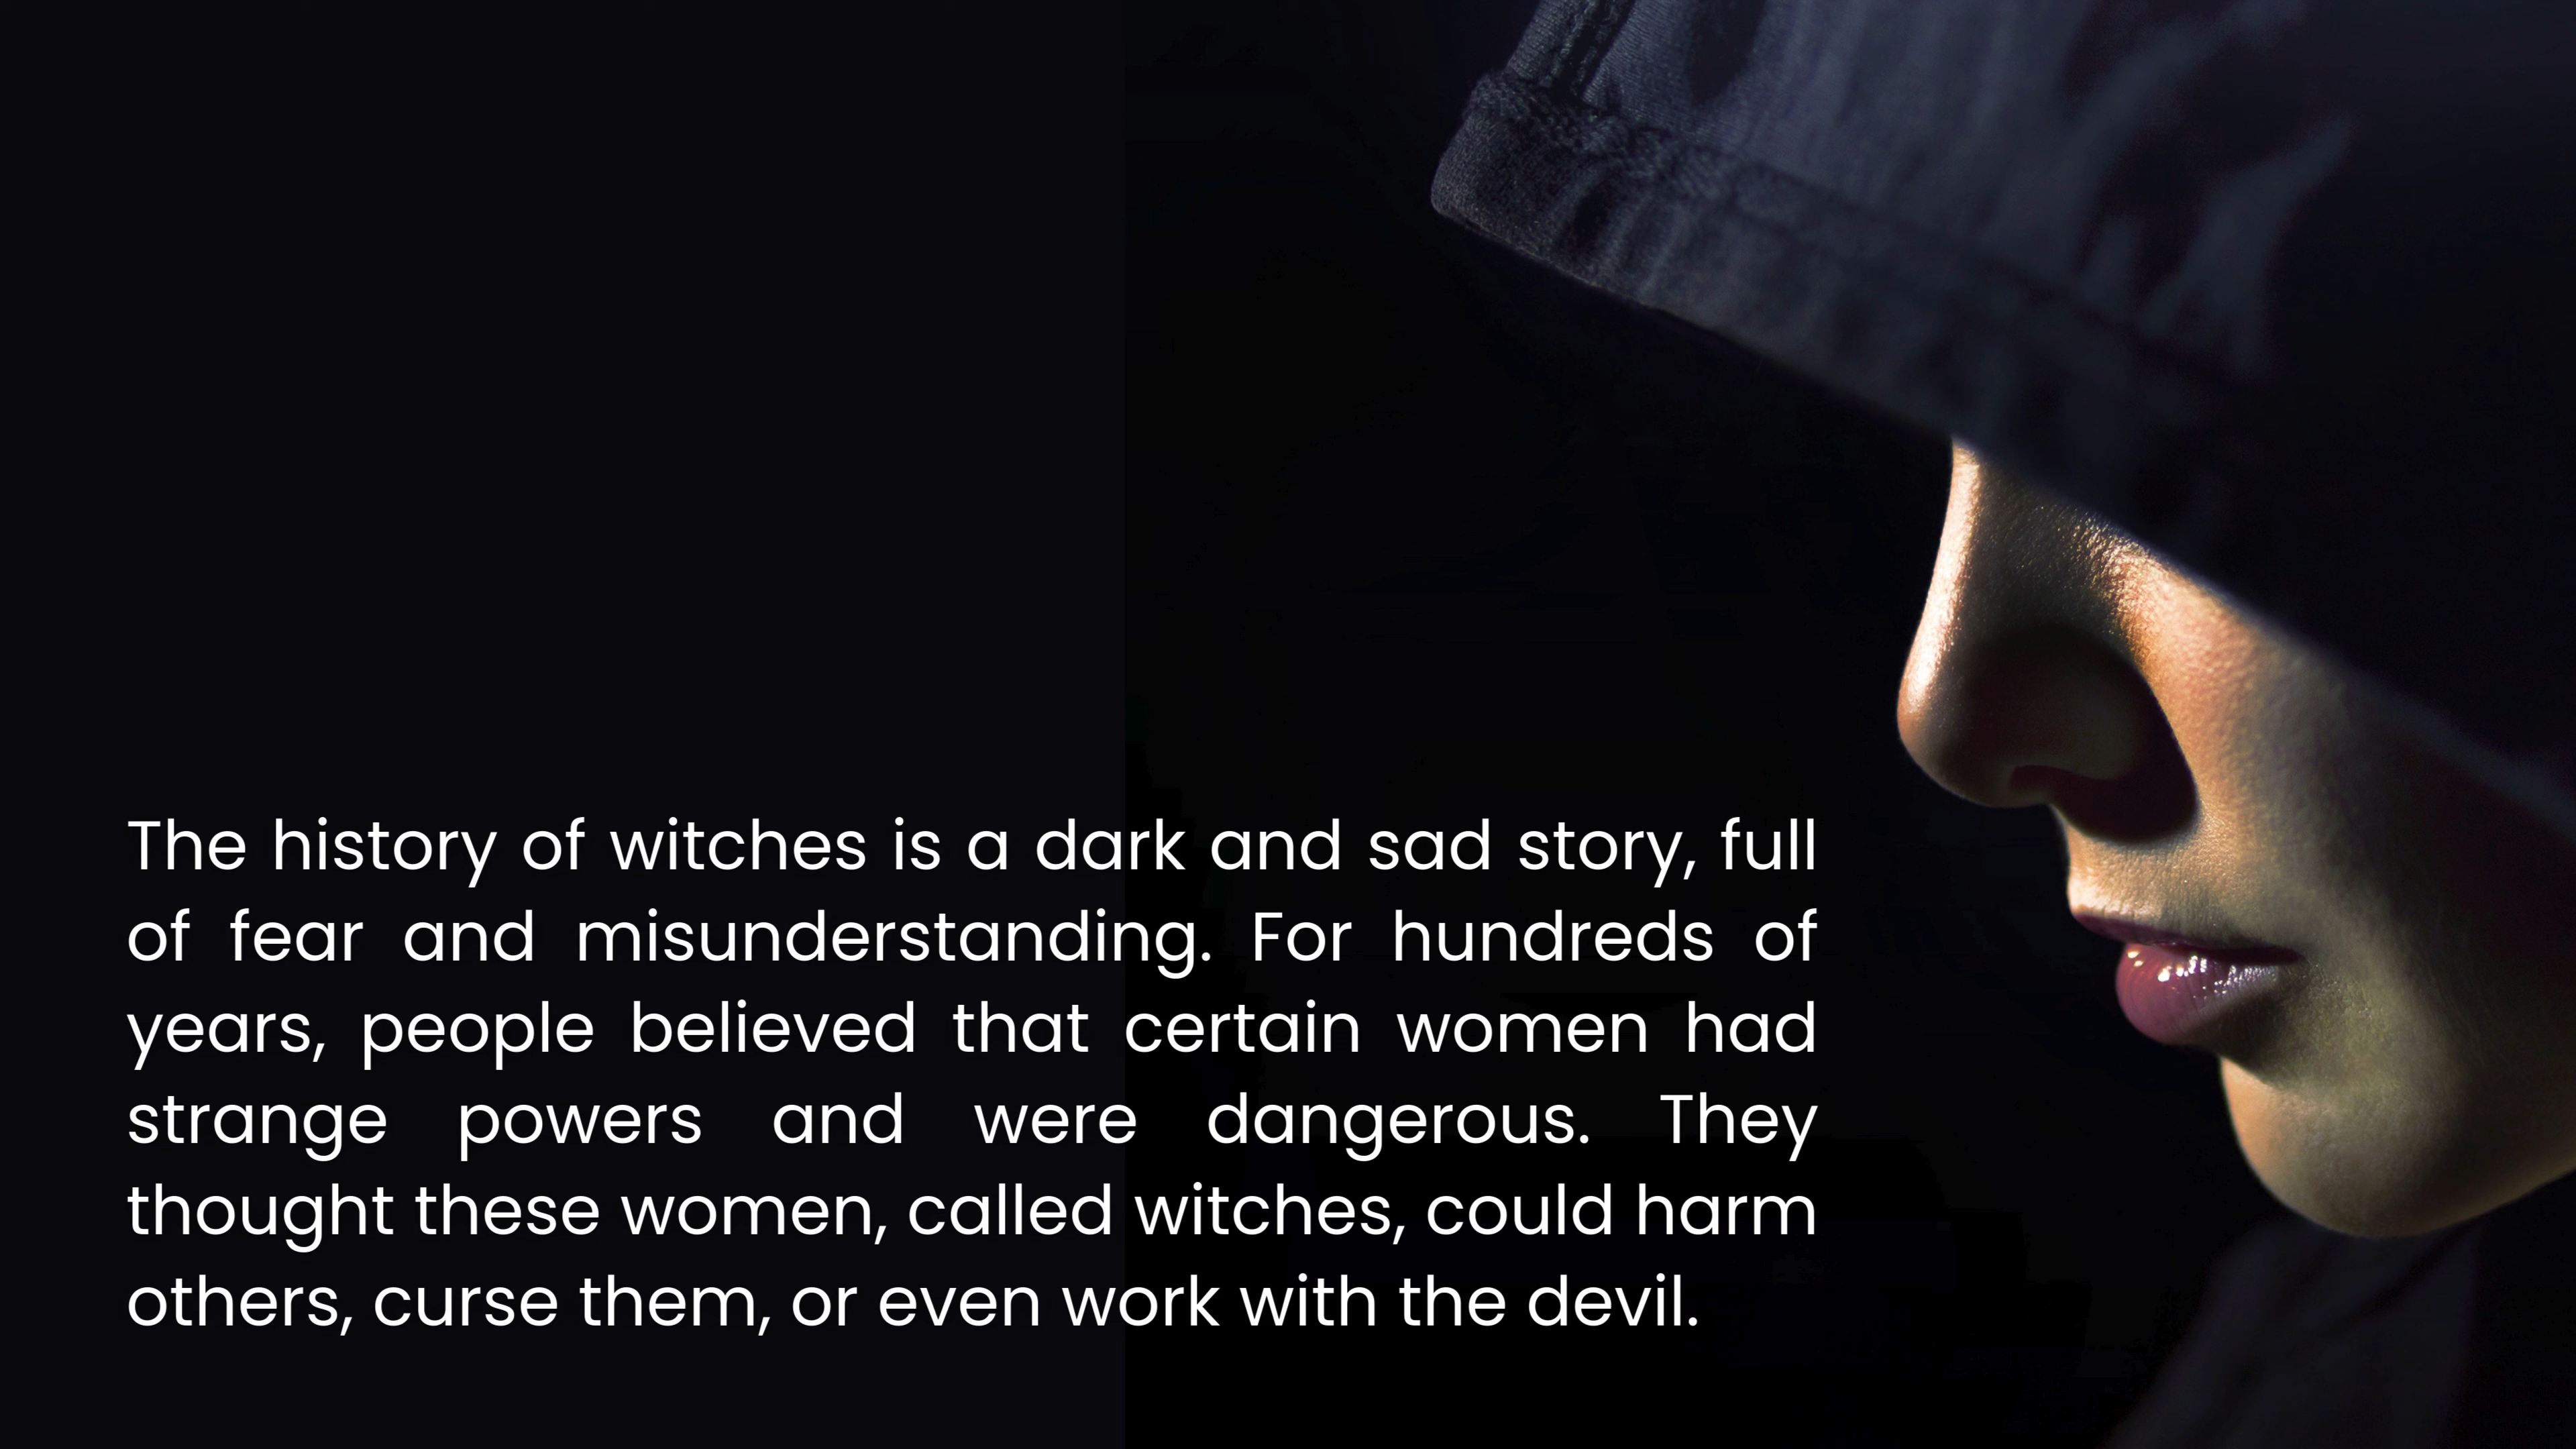 The history of witches is a dark and sad story, full
of fear and misunderstanding. For hundreds of
years, people believed that certain women had
strange powers and were dangerous. They
thought these women, called witches, could harm
others, curse them, or even work with the devil.